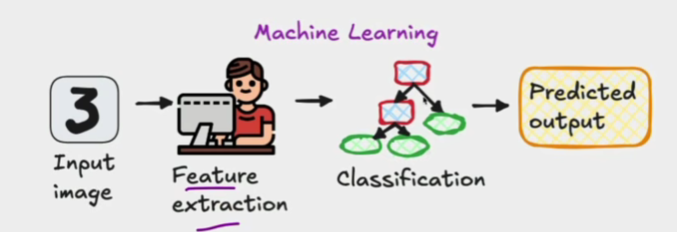 Machine Learning
3
Input
image
Feature
extraction
Classification
Predicted
output